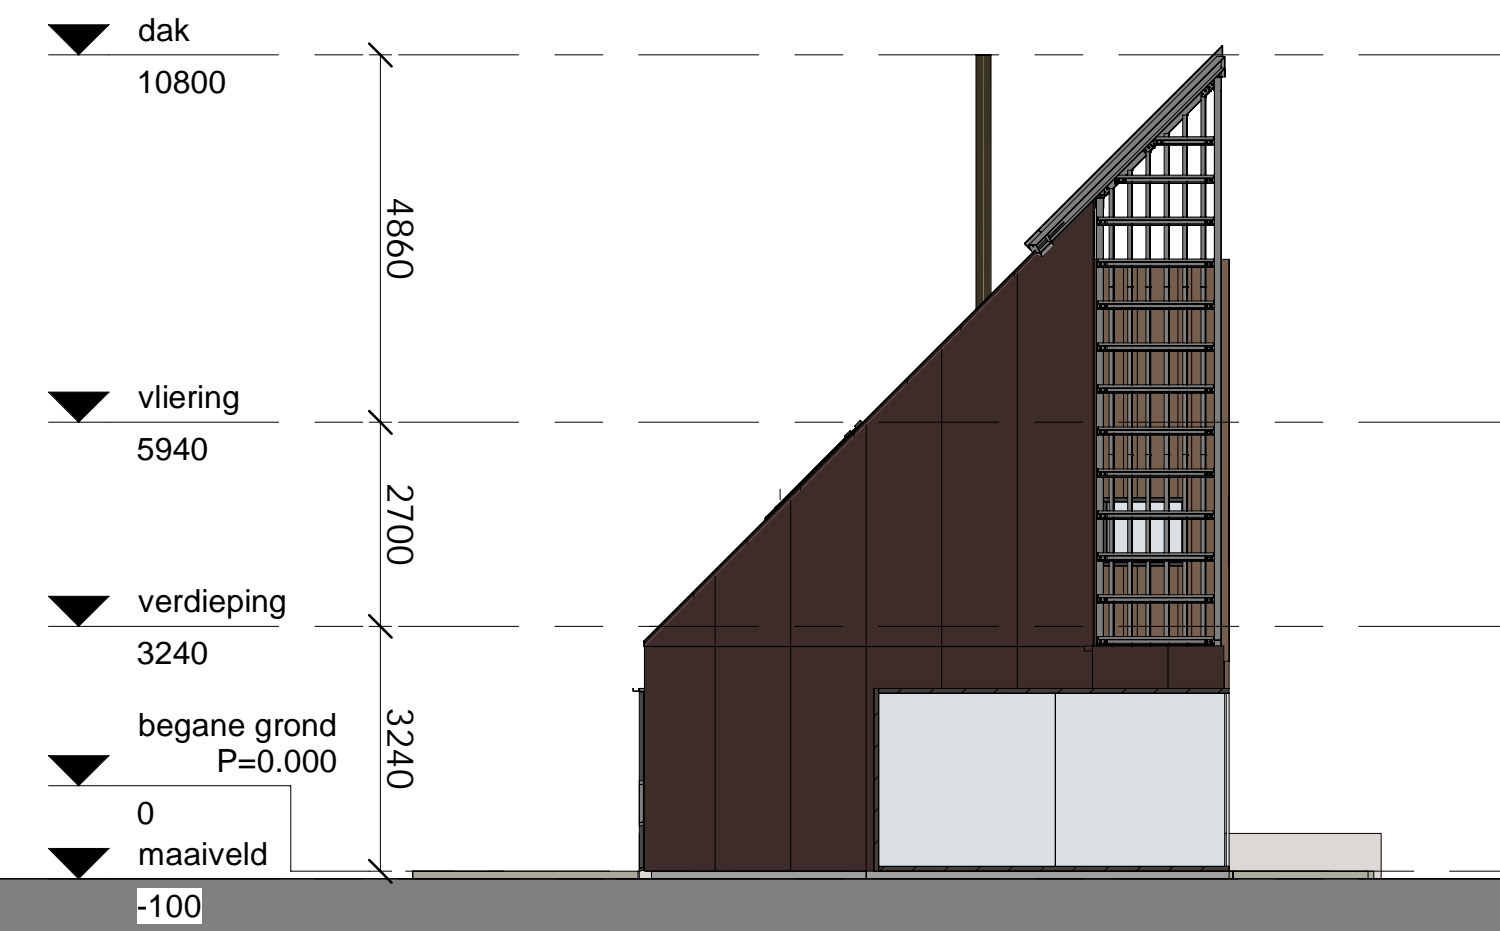 dak
10800
4860
vliering
5940
2700
verdieping
3240
3240
begane grond
P=0.000
0
maaiveld
-100